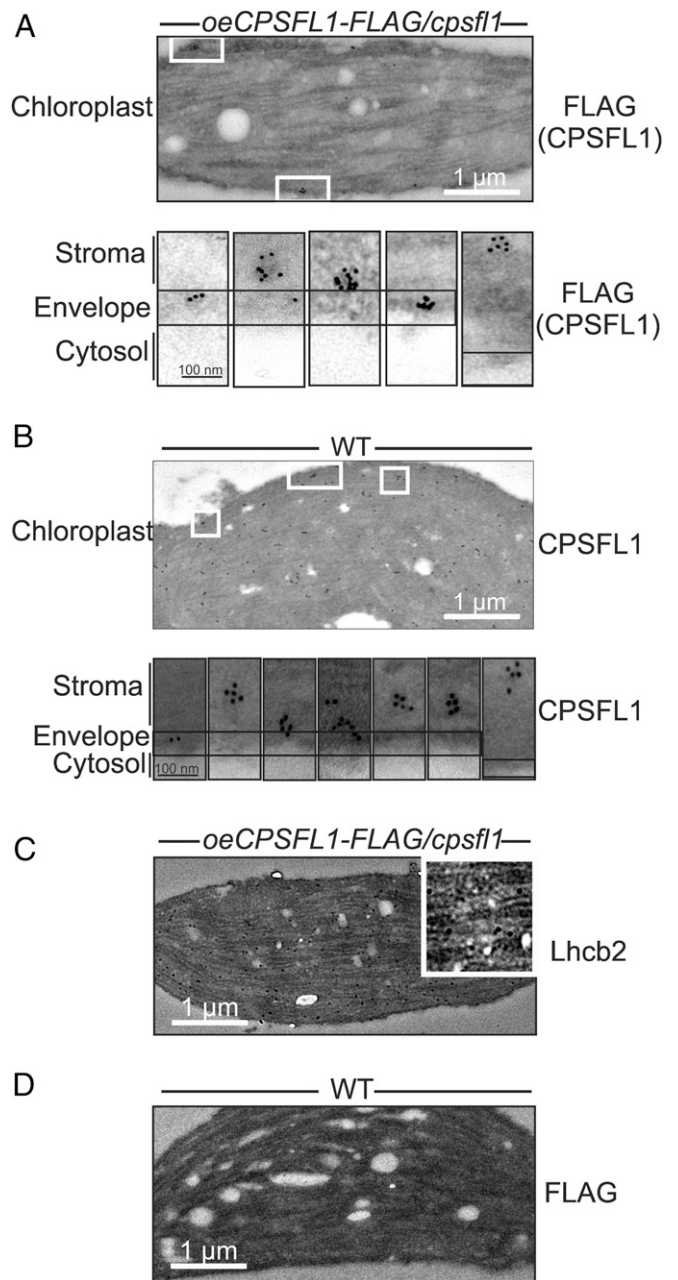 A
oeCPSFL1-FLAG/cpsfl1
Chloroplast
FLAG
(CPSFL1)
1 µm
Stroma
Envelope
Cytosol
FLAG
(CPSFL1)
100 nm
B
WT
Chloroplast
CPSFL1
1 µm
Stroma
Envelope
Cytosol
CPSFL1
100 nm
C
oeCPSFL1-FLAG/cpsfl1
Lhcb2
1 µm
D
WT
FLAG
1 µm